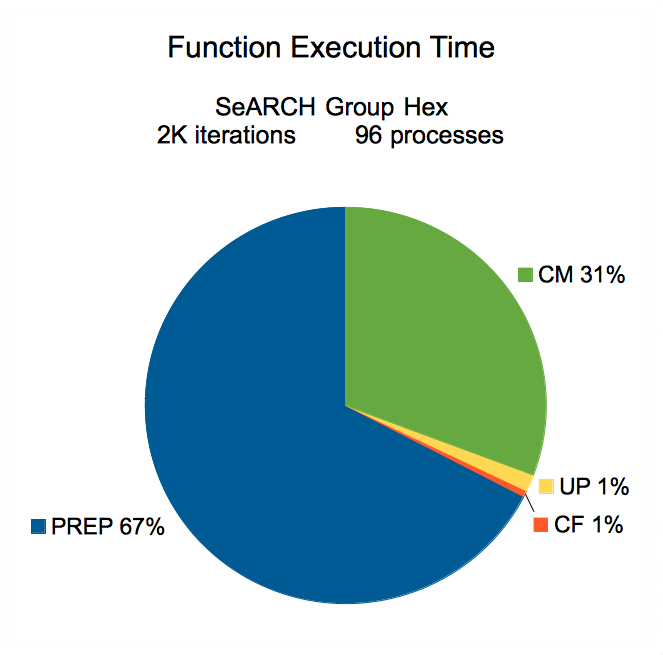 Function Execution Time
SeARCH Group Hex
2K iterations 96 processes
CM 31%
UP 1%
CF 1%
PREP 67%